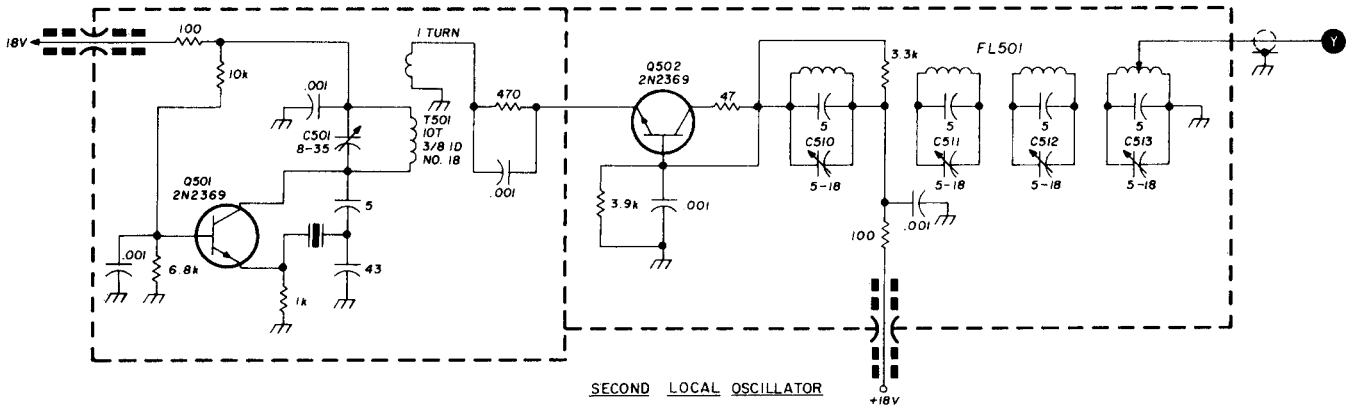 18V
100
10k
.001
C501
8-35
1 TURN
T501
10T
3/8 ID
NO. 18
470
.001
Q501
2N2369
.001
6.8k
5
43
1k
Q502
2N2369
47
3.9k
.001
3.3k
FL501
5
C510
5-18
5
C511
5-18
5
C512
5-18
5
C513
5-18
.001
100
+18V
Y
SECOND LOCAL OSCILLATOR